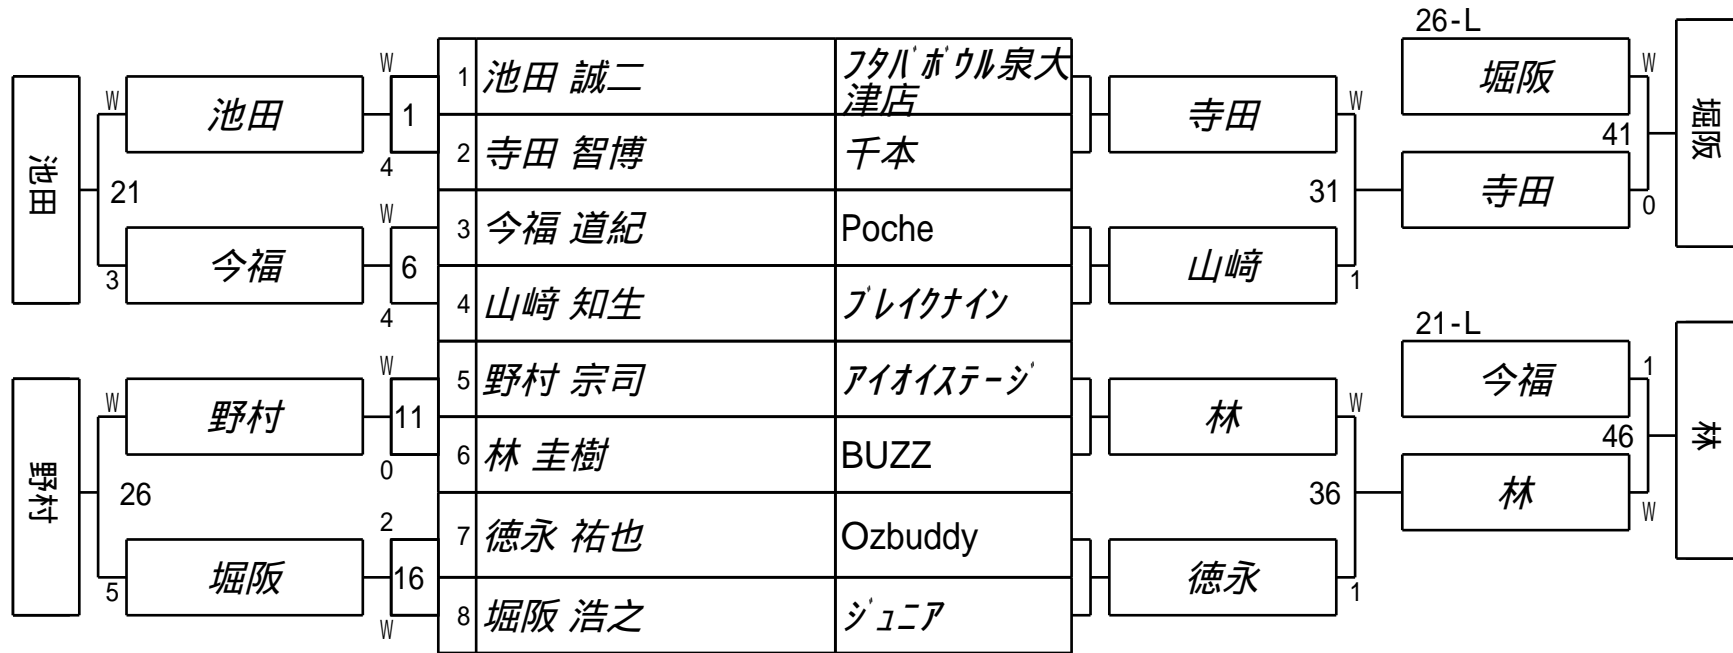 26-L
W
1 池田 誠二 ﾌﾀﾊﾞﾎﾞｳﾙ泉大
津店
W 池田 1 寺田 W 堀阪 W
池田 堀阪
2 寺田 智博 千本
4 41
21 31 寺田 0
W
3 今福 道紀 Poche
3 今福 6 山﨑 1
4 山﨑 知生 ﾌﾞﾚｲｸﾅｲﾝ
4
21-L
W
5 野村 宗司 ｱｲｵｲｽﾃｰｼﾞ
今福 1
W 野村 11 林 W
野村 林
6 林 圭樹 BUZZ
0 46
26 36 林 W
2
7 徳永 祐也 Ozbuddy
5 堀阪 16 徳永 1
8 堀阪 浩之 ｼﾞｭﾆｱ
W